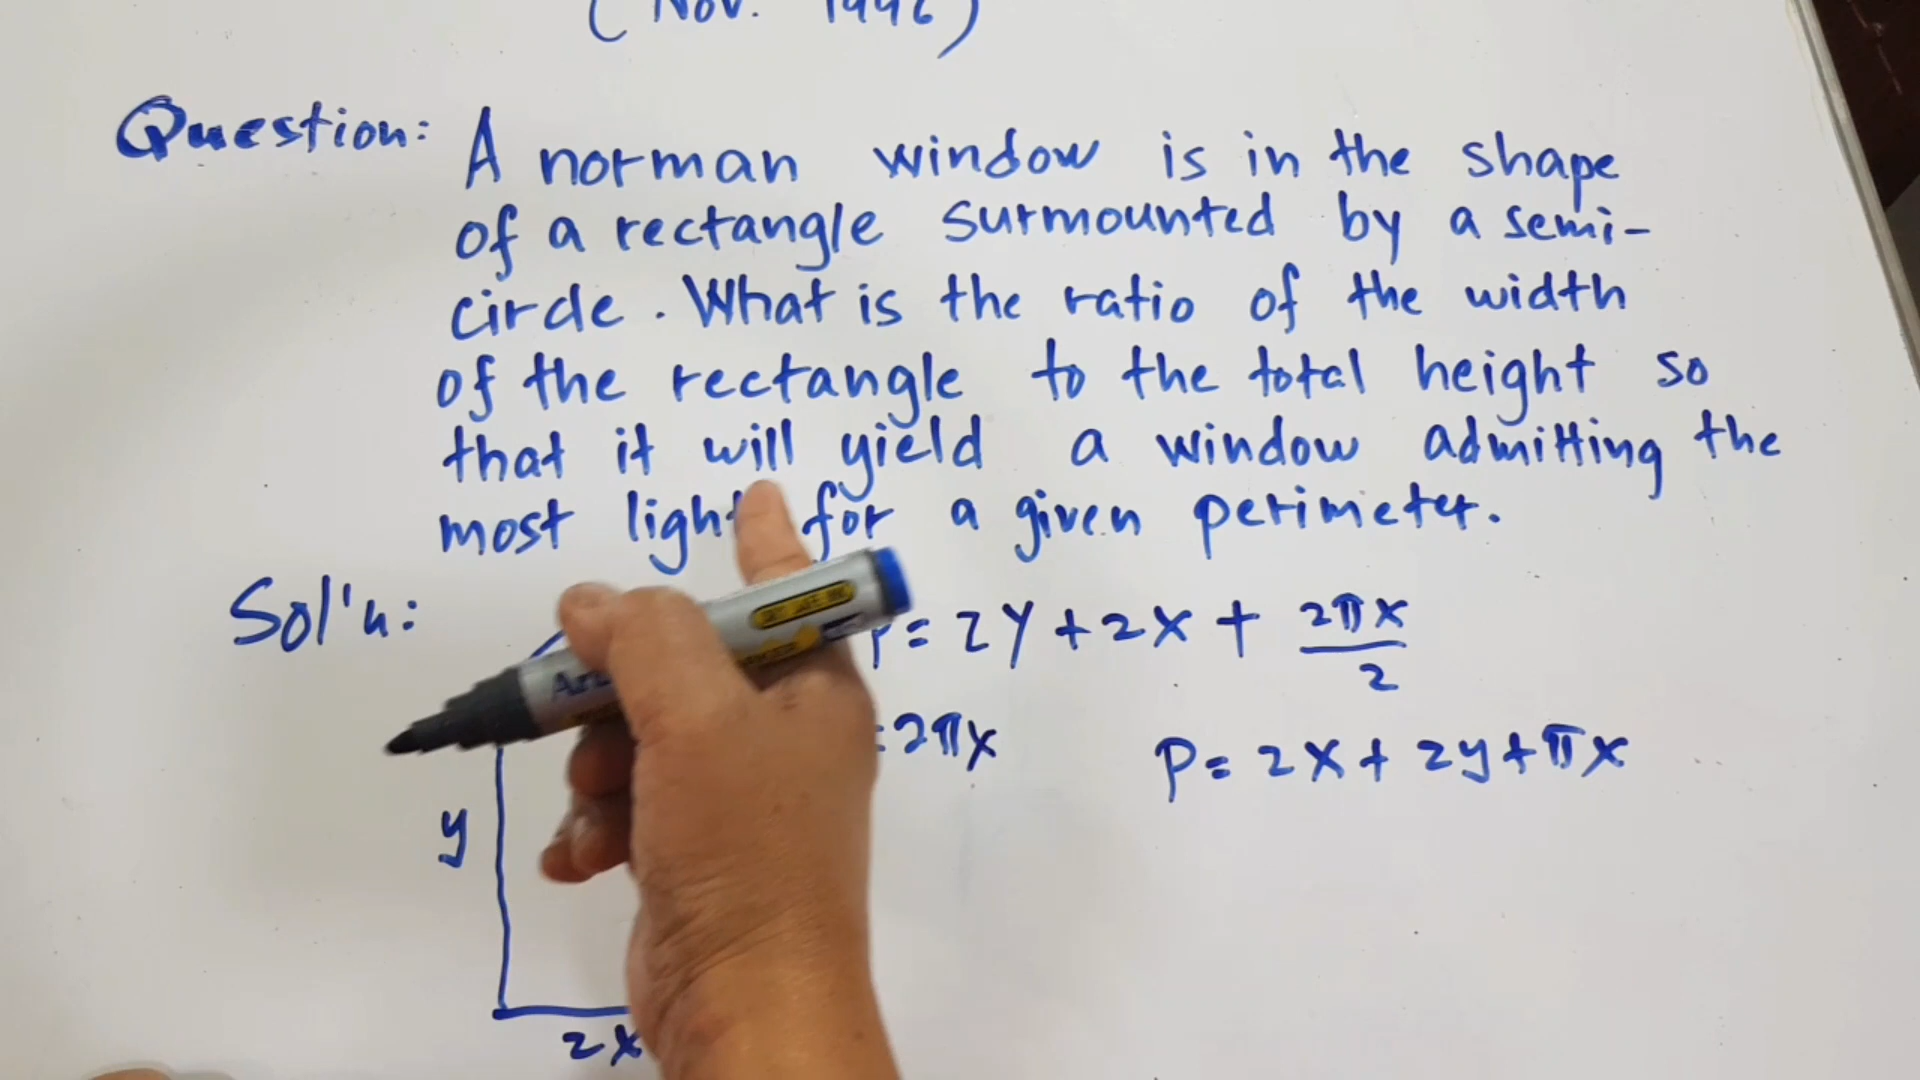 (Nov. 1996)
Question: A norman window is in the shape
of a rectangle surmounted by a semi-
circle. What is the ratio of the width
of the rectangle to the total height so
that it will yield a window admitting the
most light for a given perimeter.
Sol'n:
P = 2Y + 2X + 2πX/2
= 2πX
P = 2X + 2y + πX
y
2x